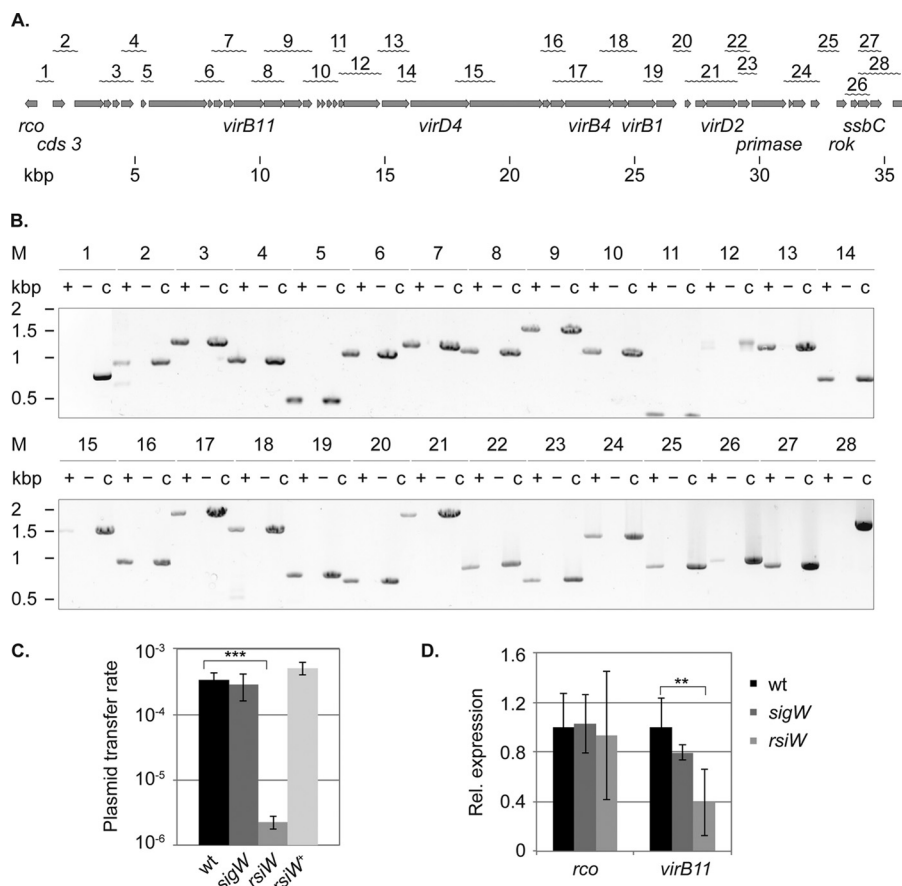 A.
2 4 7 9 11 13 16 18 20 22 25 27
1 3 5 6 8 10 12 14 15 17 19 21 23 24 26 28
rco cds 3 virB11 virD4 virB4 virB1 virD2 primase rok ssbC
kbp 5 10 15 20 25 30 35
B.
M 1 2 3 4 5 6 7 8 9 10 11 12 13 14
kbp + − c + − c + − c + − c + − c + − c + − c + − c + − c + − c + − c + − c + − c + − c
2
1.5
1
0.5
M 15 16 17 18 19 20 21 22 23 24 25 26 27 28
kbp + − c + − c + − c + − c + − c + − c + − c + − c + − c + − c + − c + − c + − c + − c
2
1.5
1
0.5
C.
Plasmid transfer rate
10-3
10-4
10-5
10-6
***
wt sigW rsiW rsiW+
D.
Rel. expression
1.6
1.2
0.8
0.4
0
**
rco virB11
wt
sigW
rsiW